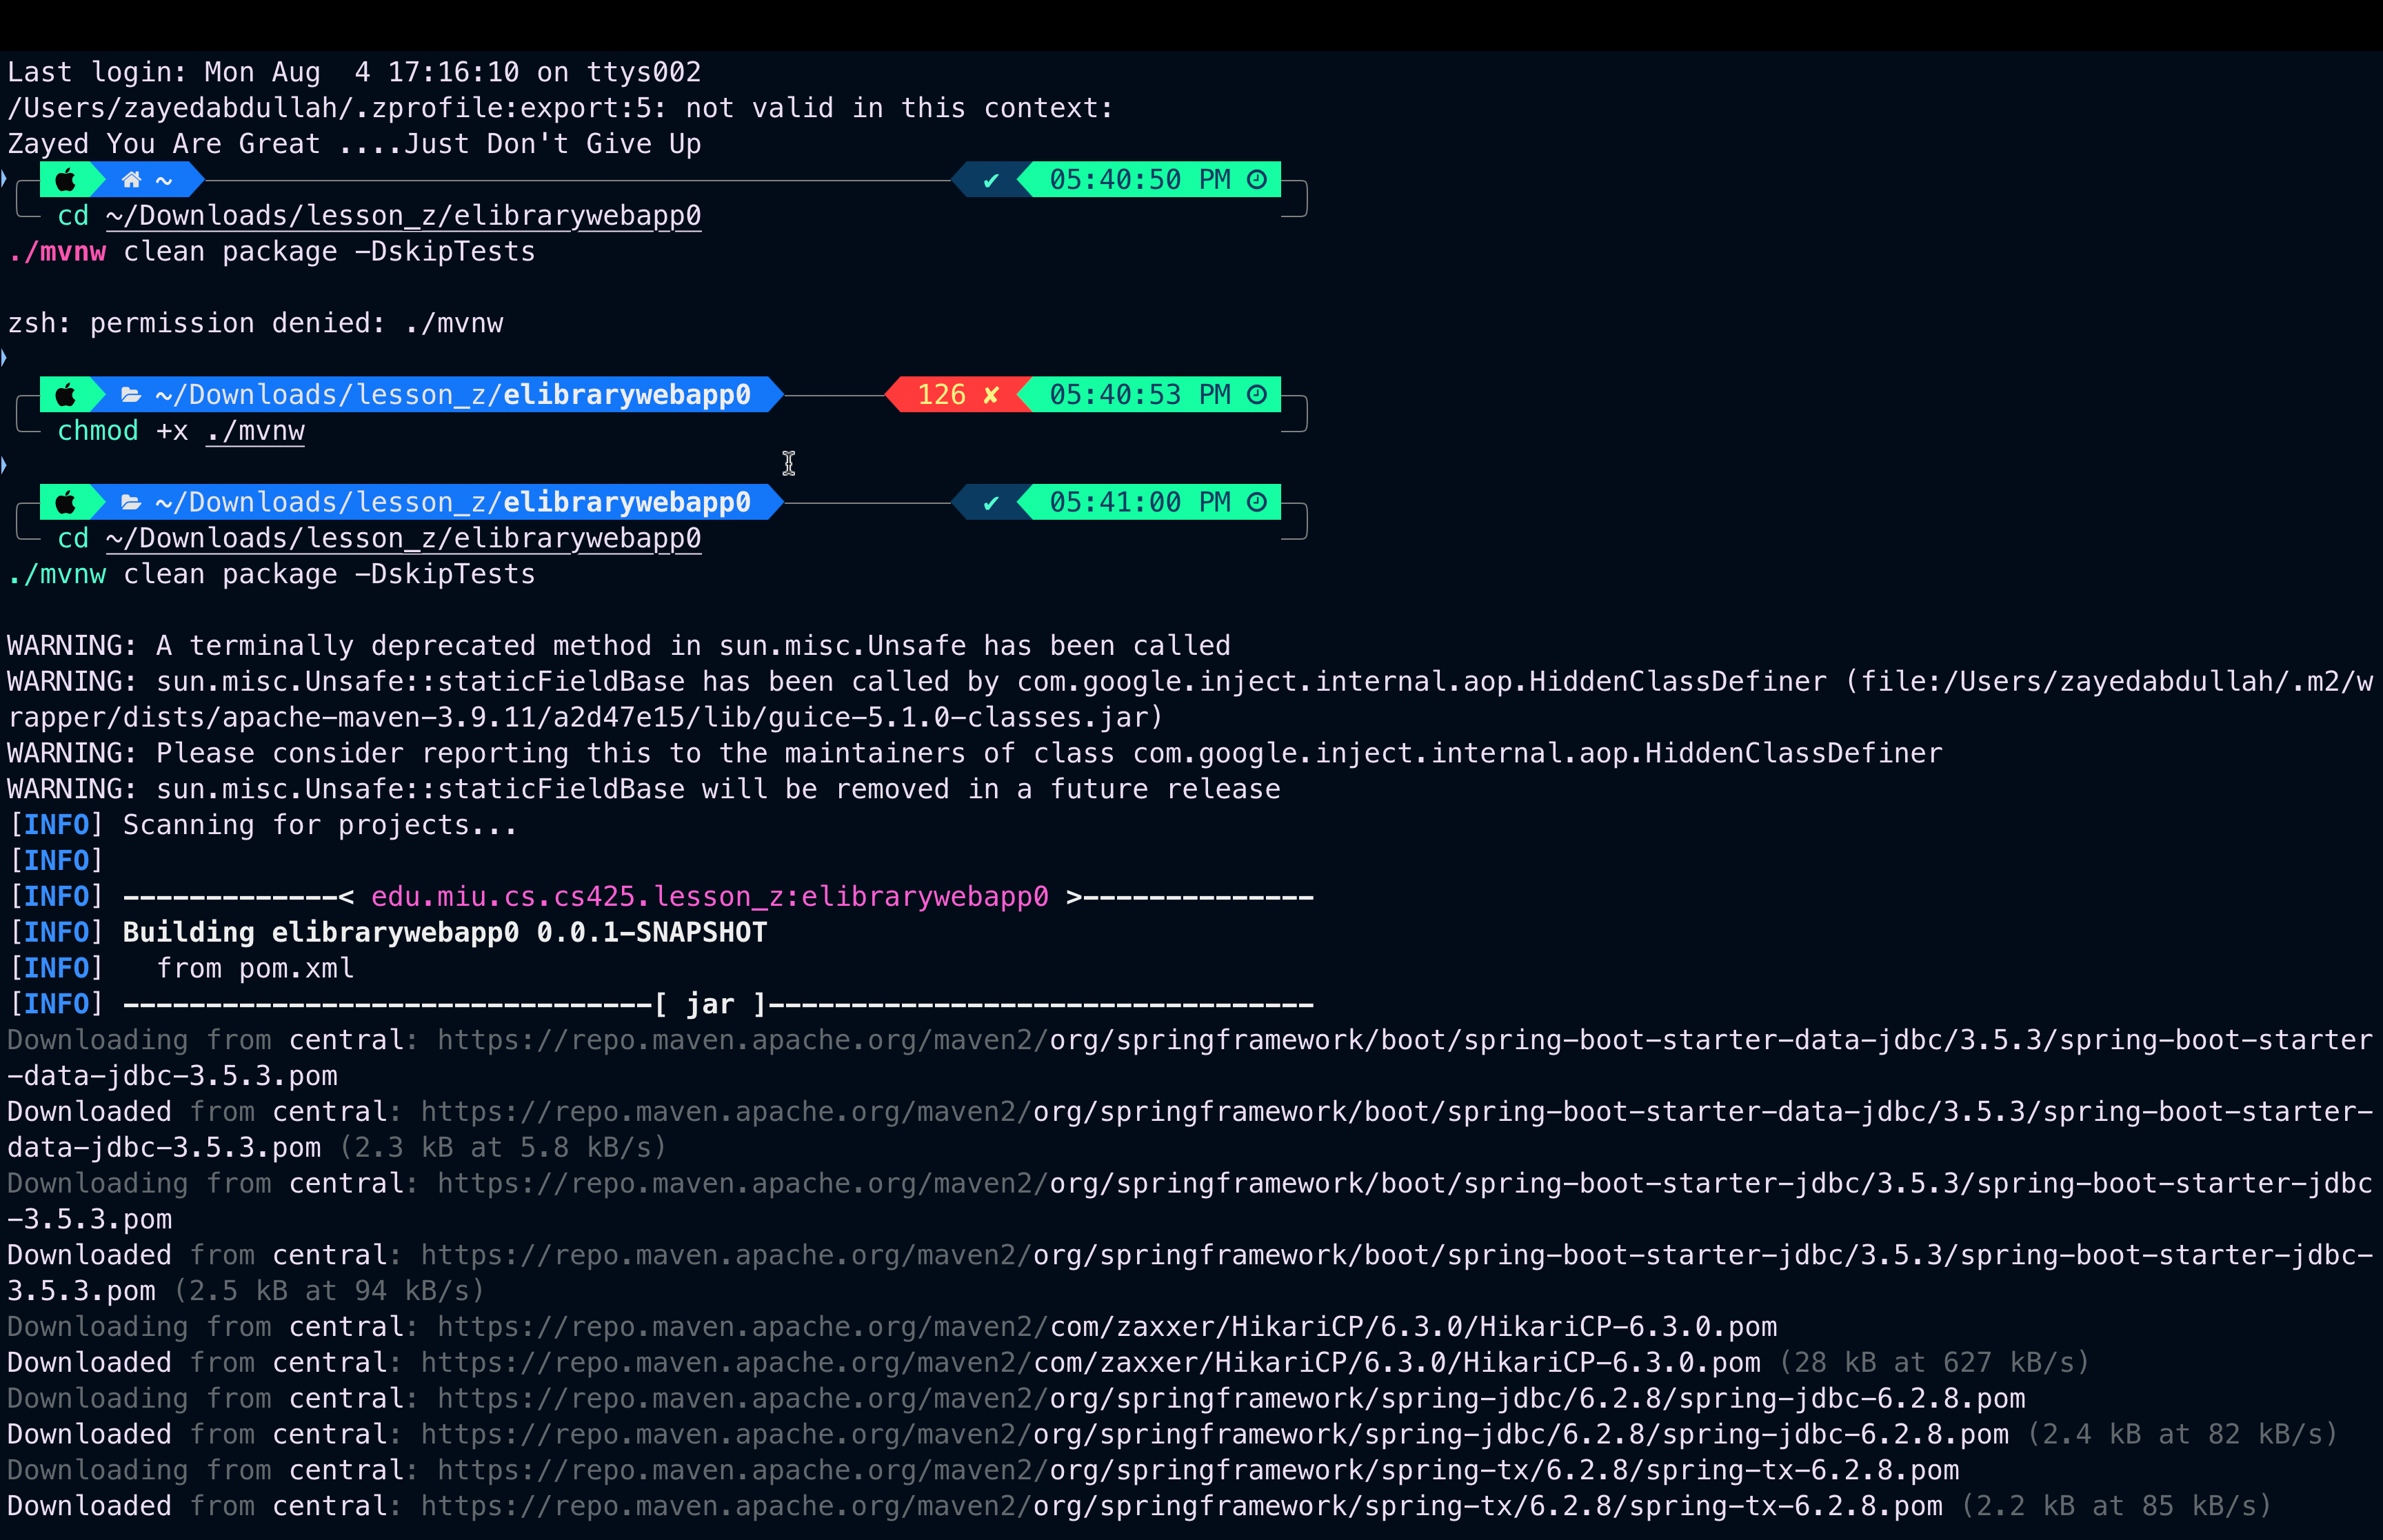 Last login: Mon Aug  4 17:16:10 on ttys002
/Users/zayedabdullah/.zprofile:export:5: not valid in this context:
Zayed You Are Great ....Just Don't Give Up
~ ✔ 05:40:50 PM
cd ~/Downloads/lesson_z/elibrarywebapp0
./mvnw clean package -DskipTests
zsh: permission denied: ./mvnw
~/Downloads/lesson_z/elibrarywebapp0 126 ✘ 05:40:53 PM
chmod +x ./mvnw
~/Downloads/lesson_z/elibrarywebapp0 ✔ 05:41:00 PM
cd ~/Downloads/lesson_z/elibrarywebapp0
./mvnw clean package -DskipTests
WARNING: A terminally deprecated method in sun.misc.Unsafe has been called
WARNING: sun.misc.Unsafe::staticFieldBase has been called by com.google.inject.internal.aop.HiddenClassDefiner (file:/Users/zayedabdullah/.m2/w
rapper/dists/apache-maven-3.9.11/a2d47e15/lib/guice-5.1.0-classes.jar)
WARNING: Please consider reporting this to the maintainers of class com.google.inject.internal.aop.HiddenClassDefiner
WARNING: sun.misc.Unsafe::staticFieldBase will be removed in a future release
[INFO] Scanning for projects...
[INFO]
[INFO] -------------< edu.miu.cs.cs425.lesson_z:elibrarywebapp0 >--------------
[INFO] Building elibrarywebapp0 0.0.1-SNAPSHOT
[INFO]   from pom.xml
[INFO] --------------------------------[ jar ]---------------------------------
Downloading from central: https://repo.maven.apache.org/maven2/org/springframework/boot/spring-boot-starter-data-jdbc/3.5.3/spring-boot-starter
-data-jdbc-3.5.3.pom
Downloaded from central: https://repo.maven.apache.org/maven2/org/springframework/boot/spring-boot-starter-data-jdbc/3.5.3/spring-boot-starter-
data-jdbc-3.5.3.pom (2.3 kB at 5.8 kB/s)
Downloading from central: https://repo.maven.apache.org/maven2/org/springframework/boot/spring-boot-starter-jdbc/3.5.3/spring-boot-starter-jdbc
-3.5.3.pom
Downloaded from central: https://repo.maven.apache.org/maven2/org/springframework/boot/spring-boot-starter-jdbc/3.5.3/spring-boot-starter-jdbc-
3.5.3.pom (2.5 kB at 94 kB/s)
Downloading from central: https://repo.maven.apache.org/maven2/com/zaxxer/HikariCP/6.3.0/HikariCP-6.3.0.pom
Downloaded from central: https://repo.maven.apache.org/maven2/com/zaxxer/HikariCP/6.3.0/HikariCP-6.3.0.pom (28 kB at 627 kB/s)
Downloading from central: https://repo.maven.apache.org/maven2/org/springframework/spring-jdbc/6.2.8/spring-jdbc-6.2.8.pom
Downloaded from central: https://repo.maven.apache.org/maven2/org/springframework/spring-jdbc/6.2.8/spring-jdbc-6.2.8.pom (2.4 kB at 82 kB/s)
Downloading from central: https://repo.maven.apache.org/maven2/org/springframework/spring-tx/6.2.8/spring-tx-6.2.8.pom
Downloaded from central: https://repo.maven.apache.org/maven2/org/springframework/spring-tx/6.2.8/spring-tx-6.2.8.pom (2.2 kB at 85 kB/s)